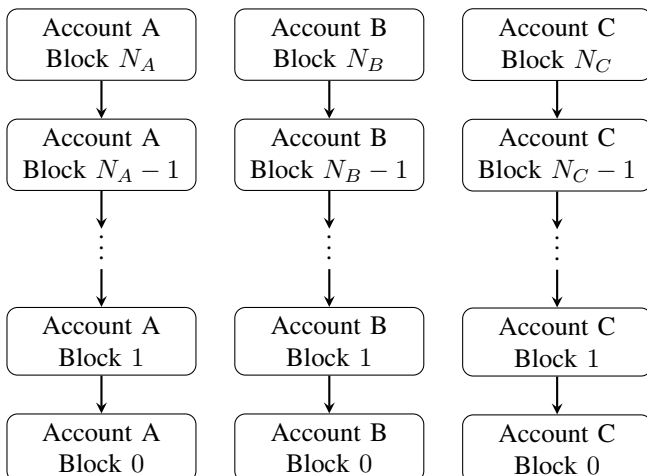 Account A
Block N_A
Account B
Block N_B
Account C
Block N_C
Account A
Block N_A − 1
Account B
Block N_B − 1
Account C
Block N_C − 1
Account A
Block 1
Account B
Block 1
Account C
Block 1
Account A
Block 0
Account B
Block 0
Account C
Block 0